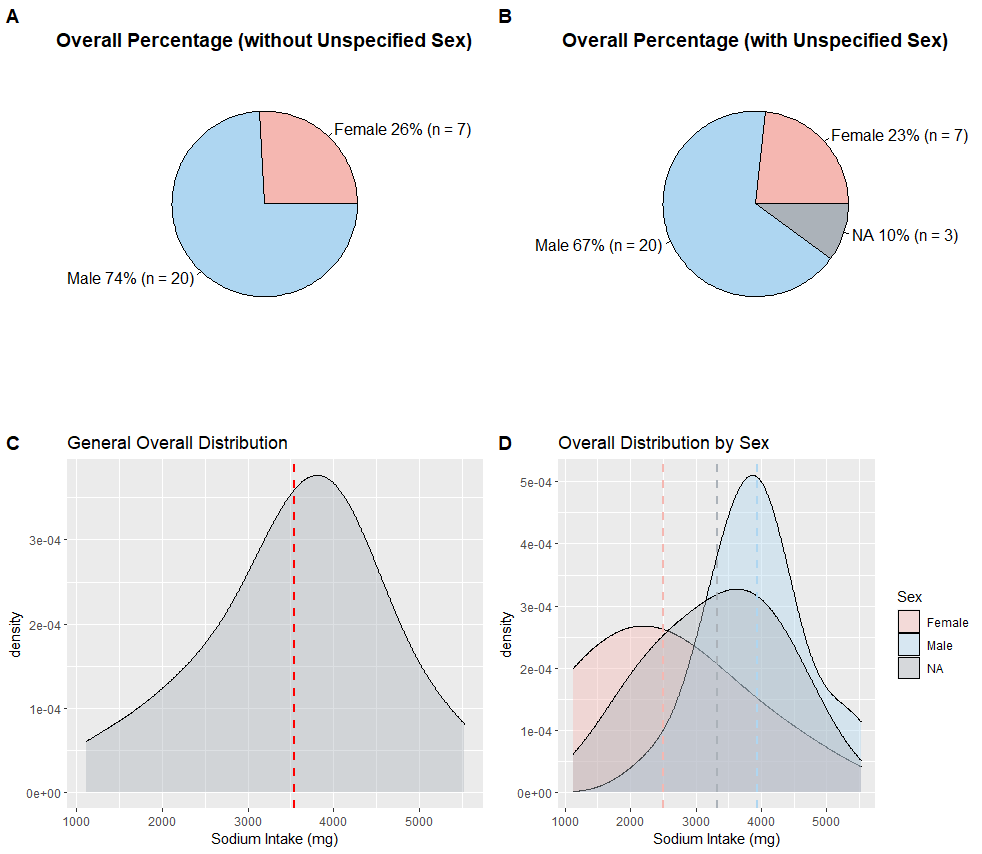 A
Overall Percentage (without Unspecified Sex)
Female 26% (n = 7)
Male 74% (n = 20)
B
Overall Percentage (with Unspecified Sex)
Female 23% (n = 7)
Male 67% (n = 20)
NA 10% (n = 3)
C
General Overall Distribution
density
3e-04
2e-04
1e-04
0e+00
1000 2000 3000 4000 5000
Sodium Intake (mg)
D
Overall Distribution by Sex
density
5e-04
4e-04
3e-04
2e-04
1e-04
0e+00
1000 2000 3000 4000 5000
Sodium Intake (mg)
Sex
Female
Male
NA